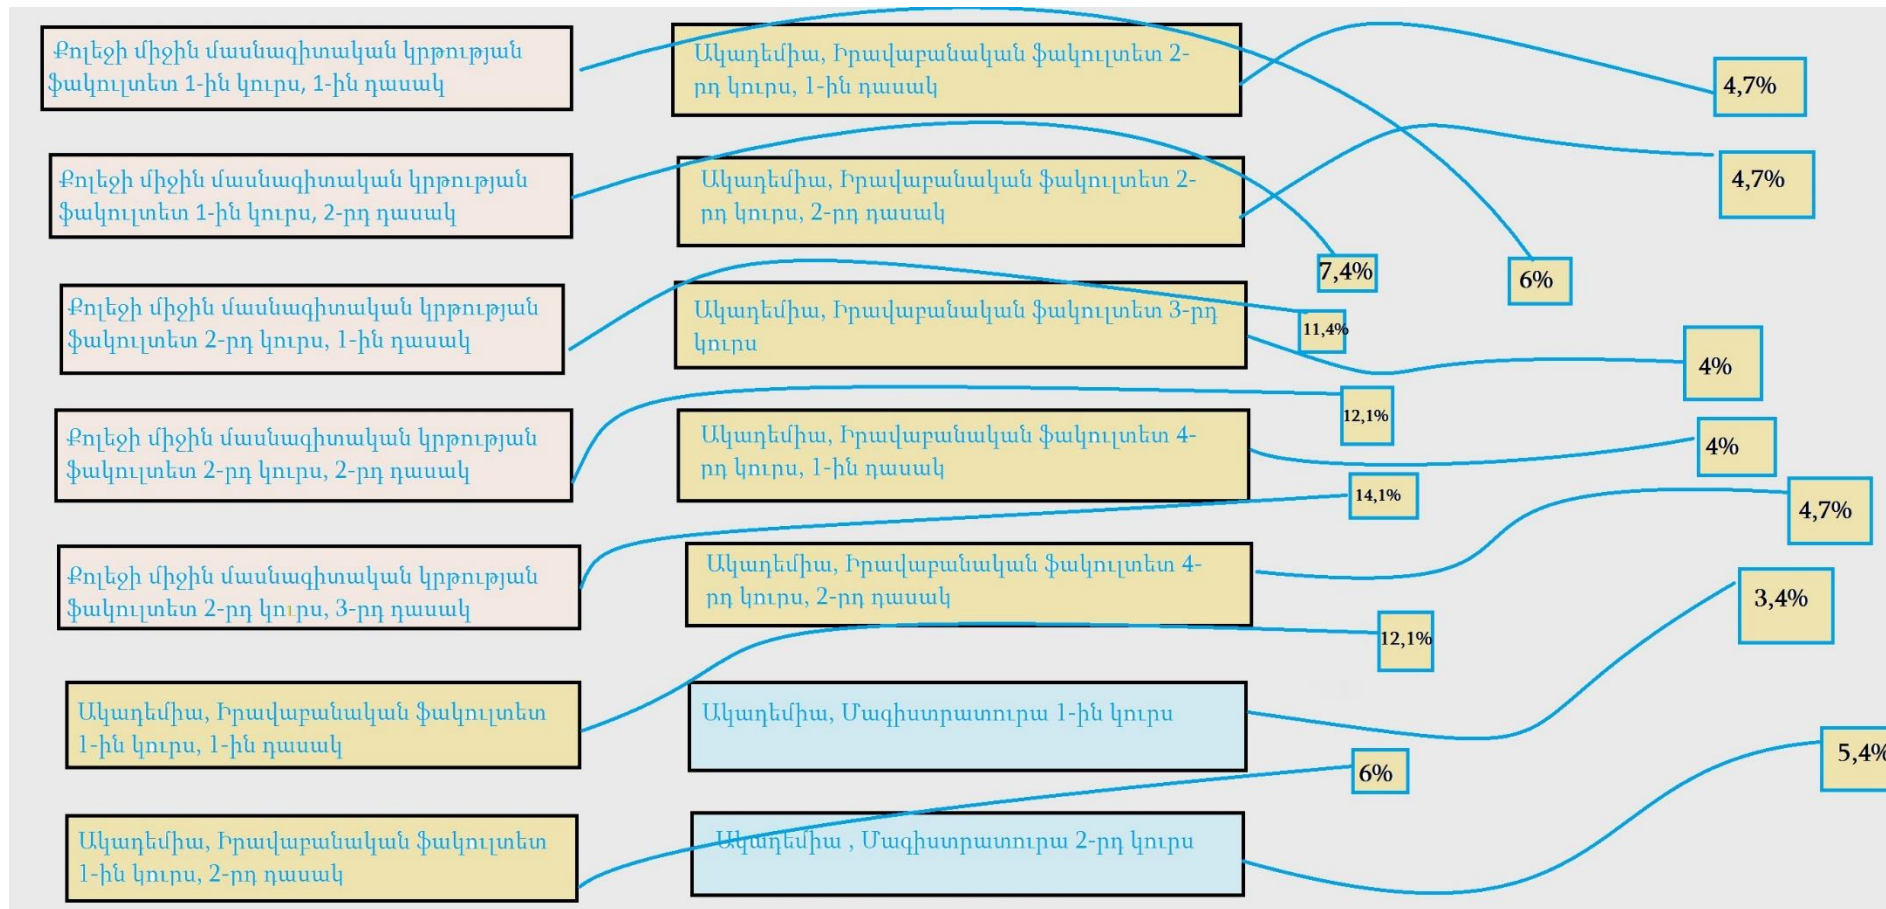 Քոլեջի միջին մասնագիտական կրթության
ֆակուլտետ 1-ին կուրս, 1-ին դասակ
Քոլեջի միջին մասնագիտական կրթության
ֆակուլտետ 1-ին կուրս, 2-րդ դասակ
Քոլեջի միջին մասնագիտական կրթության
ֆակուլտետ 2-րդ կուրս, 1-ին դասակ
Քոլեջի միջին մասնագիտական կրթության
ֆակուլտետ 2-րդ կուրս, 2-րդ դասակ
Քոլեջի միջին մասնագիտական կրթության
ֆակուլտետ 2-րդ կուրս, 3-րդ դասակ
Ակադեմիա, Իրավաբանական ֆակուլտետ
1-ին կուրս, 1-ին դասակ
Ակադեմիա, Իրավաբանական ֆակուլտետ
1-ին կուրս, 2-րդ դասակ
Ակադեմիա, Իրավաբանական ֆակուլտետ 2-
րդ կուրս, 1-ին դասակ
Ակադեմիա, Իրավաբանական ֆակուլտետ 2-
րդ կուրս, 2-րդ դասակ
Ակադեմիա, Իրավաբանական ֆակուլտետ 3-րդ
կուրս
Ակադեմիա, Իրավաբանական ֆակուլտետ 4-
րդ կուրս, 1-ին դասակ
Ակադեմիա, Իրավաբանական ֆակուլտետ 4-
րդ կուրս, 2-րդ դասակ
Ակադեմիա, Մագիստրատուրա 1-ին կուրս
Ակադեմիա , Մագիստրատուրա 2-րդ կուրս
7,4%
6%
11,4%
12,1%
14,1%
12,1%
6%
4,7%
4,7%
4%
4%
4,7%
3,4%
5,4%